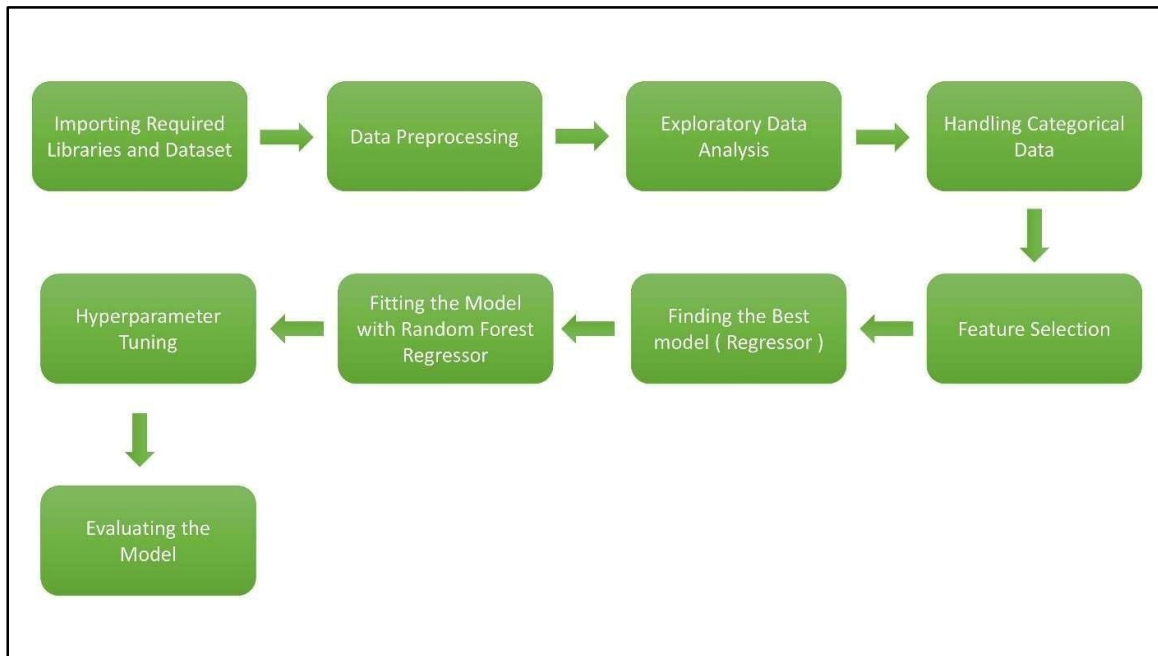 Importing Required
Libraries and Dataset
Data Preprocessing
Exploratory Data
Analysis
Handling Categorical
Data
Feature Selection
Finding the Best
model ( Regressor )
Fitting the Model
with Random Forest
Regressor
Hyperparameter
Tuning
Evaluating the
Model